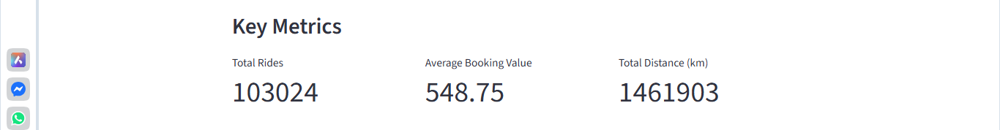 Key Metrics
Total Rides
103024
Average Booking Value
548.75
Total Distance (km)
1461903